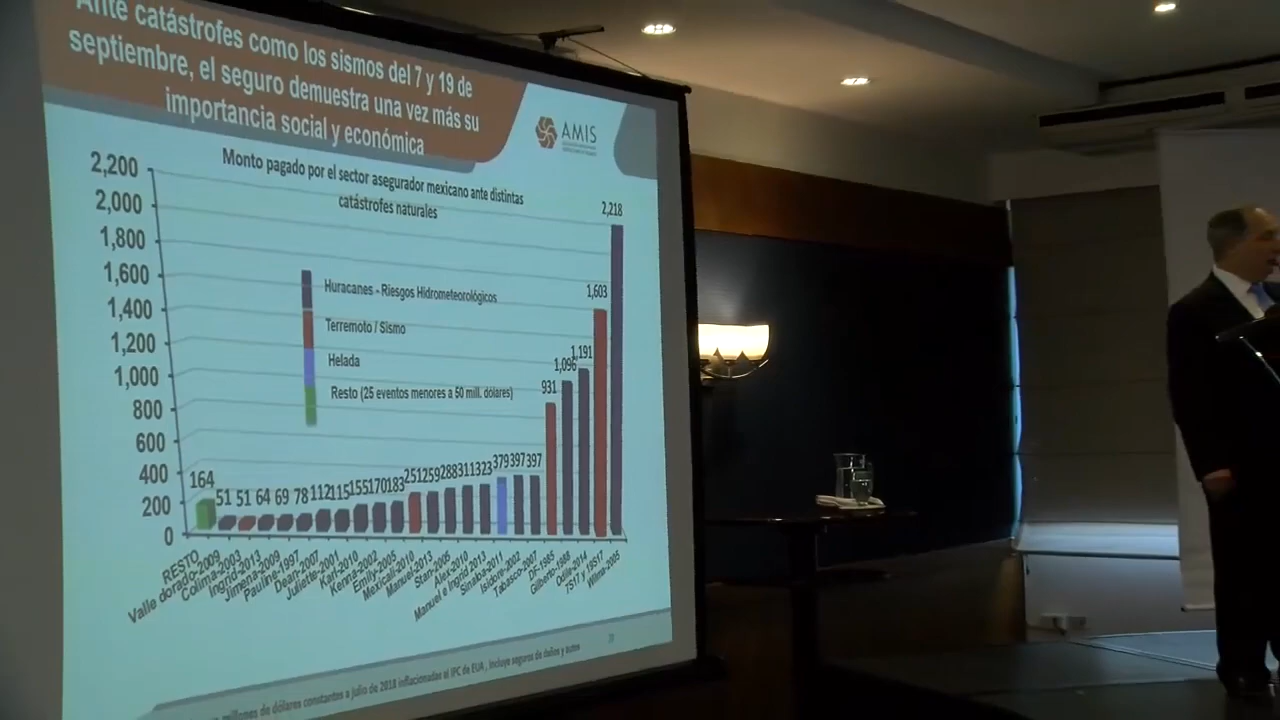 Ante catástrofes como los sismos del 7 y 19 de
septiembre, el seguro demuestra una vez más su
importancia social y económica
AMIS
Monto pagado por el sector asegurador mexicano ante distintas
catástrofes naturales
2,200
2,000
1,800
1,600
1,400
1,200
1,000
800
600
400
200
0
Huracanes - Riesgos Hidrometeorológicos
Terremoto / Sismo
Helada
Resto (25 eventos menores a 50 mill. dólares)
164
51
51
64
69
78
112
115
155
170
183
251
259
288
311
323
379
397
397
931
1,096
1,191
1,603
2,218
RESTO
Valle dorado-2009
Colima-2003
Ingrid-2013
Jimena-2009
Pauline-1997
Dean-2007
Juliette-2001
Karl-2010
Kenna-2002
Emily-2005
Mexicali-2010
Manuel-2013
Stan-2005
Alex-2010
Manuel e Ingrid 2013
Sinaloa-2011
Isidore-2002
Tabasco-2007
DF-1985
Gilberto-1988
Odile-2014
7S17 y 19S17
Wilma-2005
millones de dólares constantes a julio de 2018 inflacionados al IPC de EUA, Incluye seguros de daños y autos